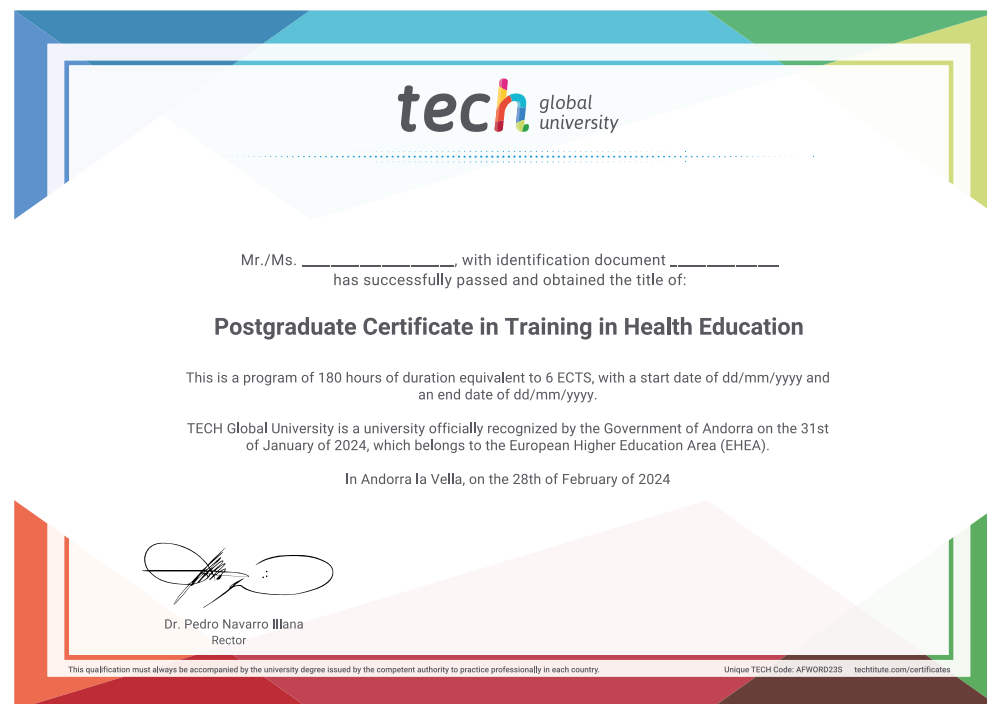 tech global university
Mr./Ms. ____________________, with identification document ______________
has successfully passed and obtained the title of:
Postgraduate Certificate in Training in Health Education
This is a program of 180 hours of duration equivalent to 6 ECTS, with a start date of dd/mm/yyyy and
an end date of dd/mm/yyyy.
TECH Global University is a university officially recognized by the Government of Andorra on the 31st
of January of 2024, which belongs to the European Higher Education Area (EHEA).
In Andorra la Vella, on the 28th of February of 2024
Dr. Pedro Navarro Illana
Rector
This qualification must always be accompanied by the university degree issued by the competent authority to practice professionally in each country.
Unique TECH Code: AFWORD23S techtitute.com/certificates